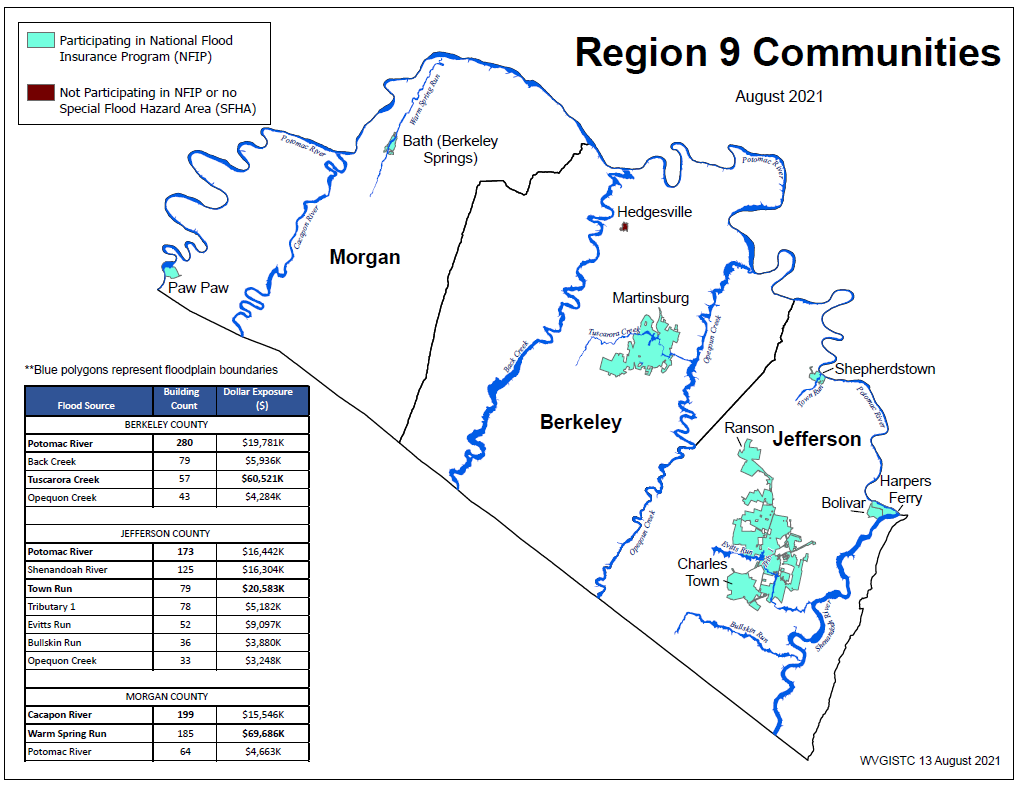 Participating in National Flood
Insurance Program (NFIP)
Not Participating in NFIP or no
Special Flood Hazard Area (SFHA)
Region 9 Communities
August 2021
Warm Spring Run
Potomac River
Bath (Berkeley
Springs)
Potomac River
Cacapon River
Hedgesville
Morgan
Paw Paw
Martinsburg
Tuscarora Creek
Opequon Creek
Back Creek
Shepherdstown
Town Run
Potomac River
Berkeley
Ranson
Jefferson
Harpers
Ferry
Bolivar
Opequon Creek
Evitts Run
Charles
Town
Bullskin Run
Shenandoah River
**Blue polygons represent floodplain boundaries
Flood Source Building Count Dollar Exposure ($)
BERKELEY COUNTY
Potomac River 280 $19,781K
Back Creek 79 $5,936K
Tuscarora Creek 57 $60,521K
Opequon Creek 43 $4,284K
JEFFERSON COUNTY
Potomac River 173 $16,442K
Shenandoah River 125 $16,304K
Town Run 79 $20,583K
Tributary 1 78 $5,182K
Evitts Run 52 $9,097K
Bullskin Run 36 $3,880K
Opequon Creek 33 $3,248K
MORGAN COUNTY
Cacapon River 199 $15,546K
Warm Spring Run 185 $69,686K
Potomac River 64 $4,663K
WVGISTC 13 August 2021